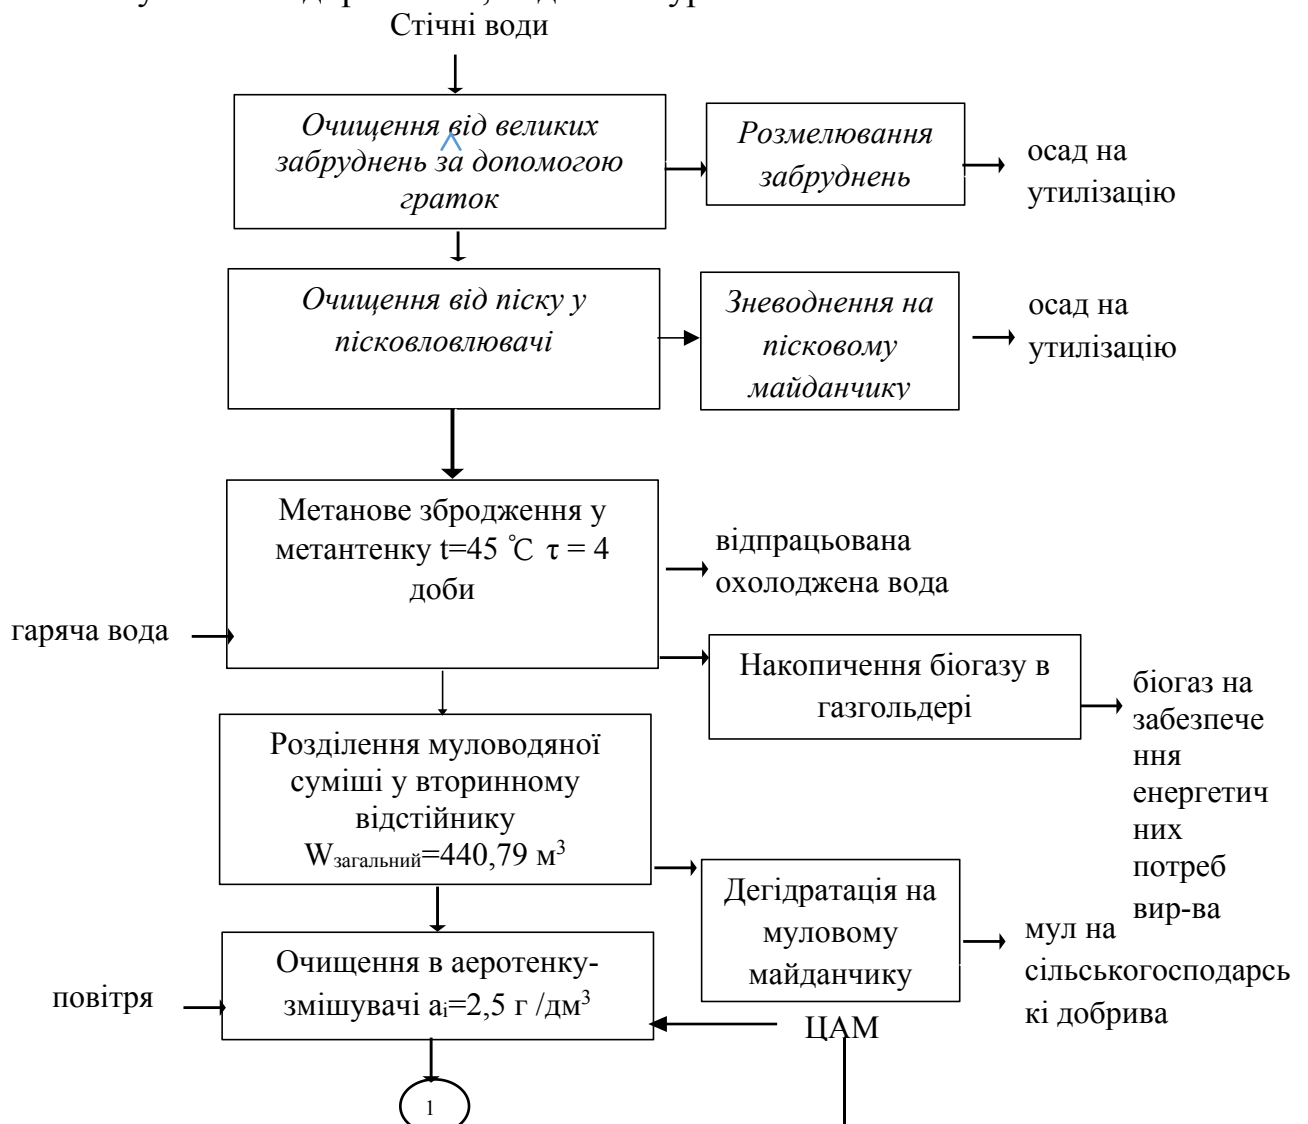 Стічні води
Очищення від великих
забруднень за допомогою
граток
Розмелювання
забруднень
осад на
утилізацію
Очищення від піску у
пісковловлювачі
Зневоднення на
пісковому
майданчику
осад на
утилізацію
Метанове збродження у
метантенку t=45 ℃ τ = 4
доби
відпрацьована
охолоджена вода
гаряча вода
Накопичення біогазу в
газгольдері
біогаз на
забезпече
ння
енергетич
них
потреб
вир-ва
Розділення муловодяної
суміші у вторинному
відстійнику
Wзагальний=440,79 м³
Дегідратація на
муловому
майданчику
мул на
сільськогосподарсь
кі добрива
Очищення в аеротенку-
змішувачі aᵢ=2,5 г /дм³
повітря
ЦАМ
1